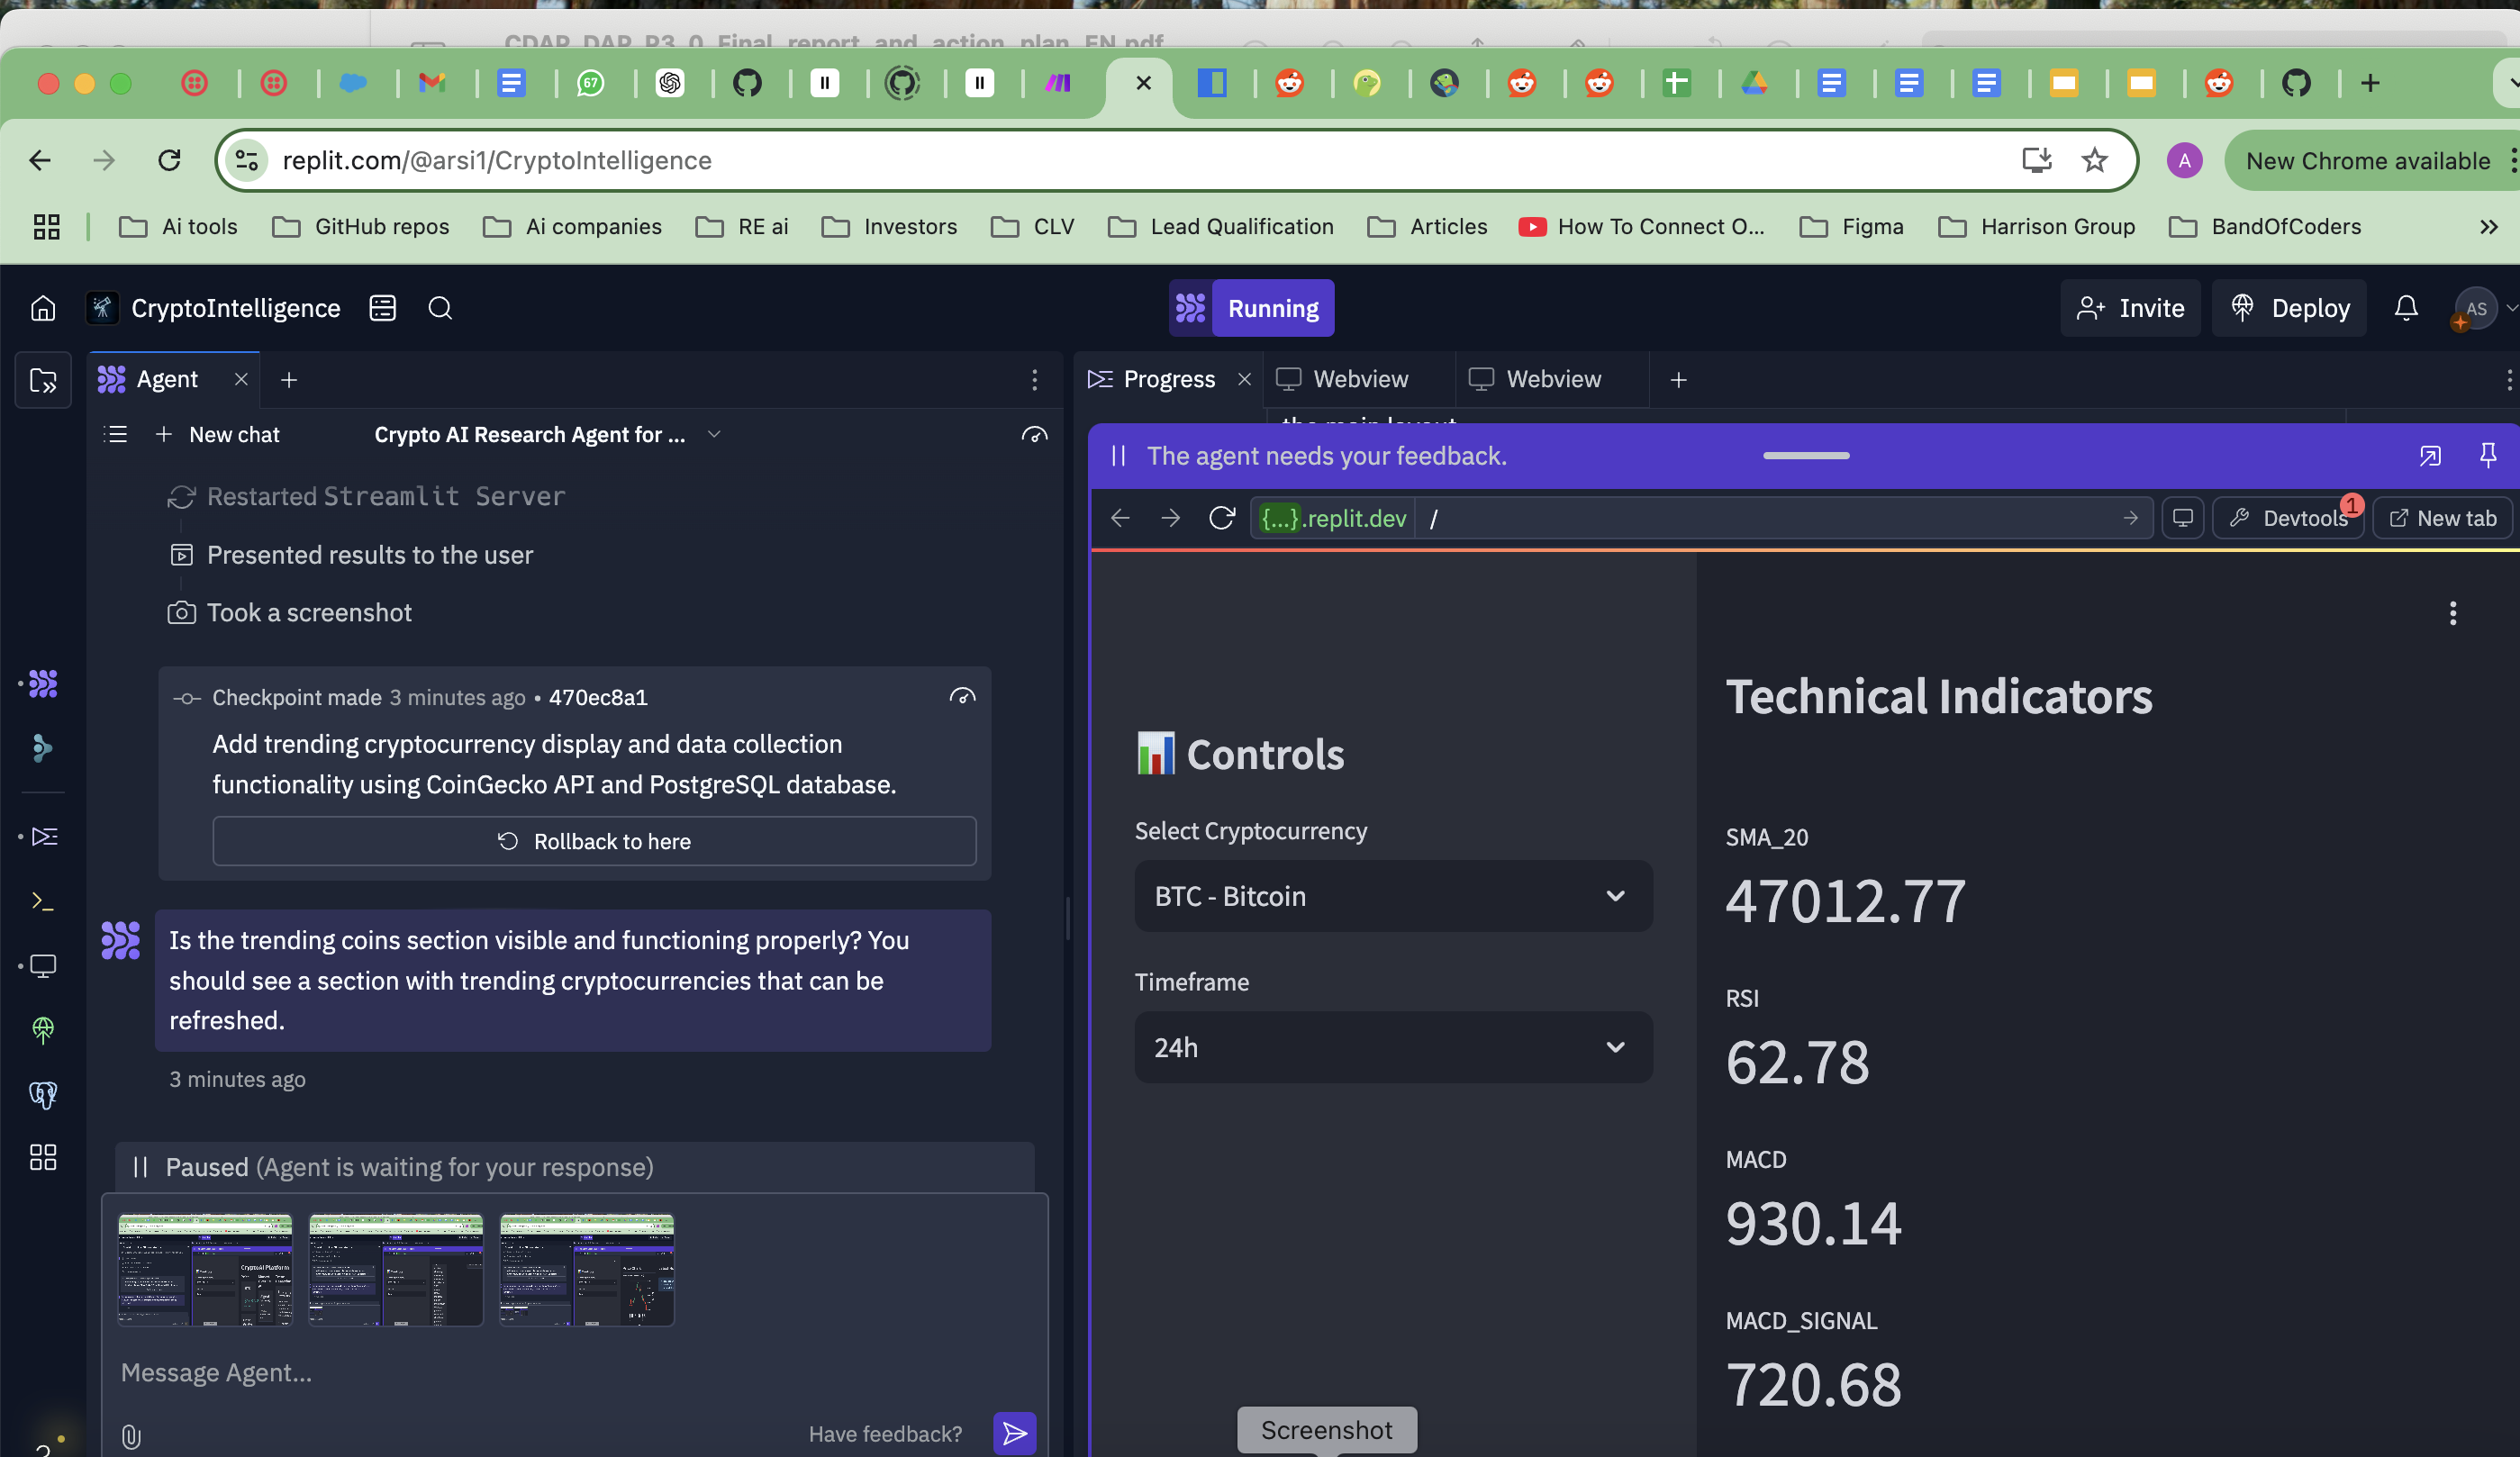 CDAP_DAP_R3_0_Final_report_and_action_plan_EN.pdf
67
replit.com/@arsi1/CryptoIntelligence
A
New Chrome available
Ai tools
GitHub repos
Ai companies
RE ai
Investors
CLV
Lead Qualification
Articles
How To Connect O...
Figma
Harrison Group
BandOfCoders
CryptoIntelligence
Running
Invite
Deploy
AS
Agent
Progress
Webview
Webview
New chat
Crypto AI Research Agent for ...
Restarted Streamlit Server
Presented results to the user
Took a screenshot
Checkpoint made 3 minutes ago • 470ec8a1
Add trending cryptocurrency display and data collection
functionality using CoinGecko API and PostgreSQL database.
Rollback to here
Is the trending coins section visible and functioning properly? You
should see a section with trending cryptocurrencies that can be
refreshed.
3 minutes ago
Paused (Agent is waiting for your response)
Message Agent...
Have feedback?
the main layout
The agent needs your feedback.
{...}.replit.dev
/
Devtools
1
New tab
Controls
Select Cryptocurrency
BTC - Bitcoin
Timeframe
24h
Technical Indicators
SMA_20
47012.77
RSI
62.78
MACD
930.14
MACD_SIGNAL
720.68
Screenshot